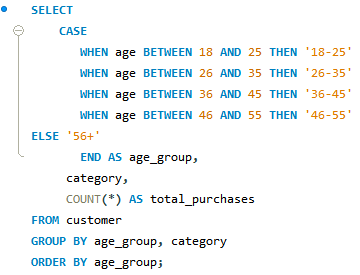 SELECT
CASE
WHEN age BETWEEN 18 AND 25 THEN '18-25'
WHEN age BETWEEN 26 AND 35 THEN '26-35'
WHEN age BETWEEN 36 AND 45 THEN '36-45'
WHEN age BETWEEN 46 AND 55 THEN '46-55'
ELSE '56+'
END AS age_group,
category,
COUNT(*) AS total_purchases
FROM customer
GROUP BY age_group, category
ORDER BY age_group;